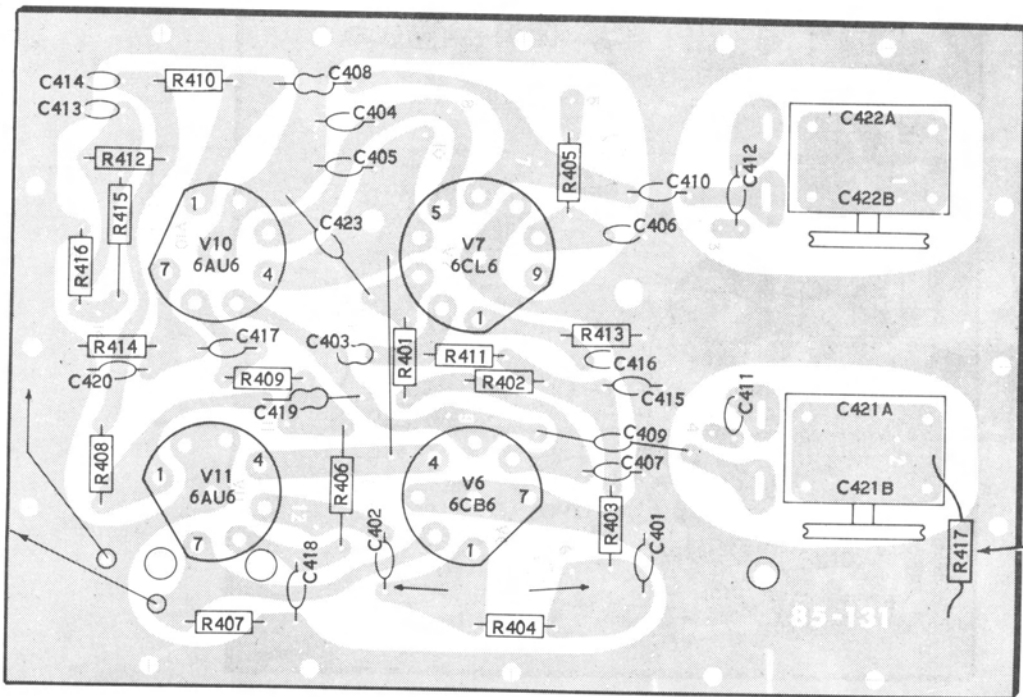 C414
R410
C408
C413
C404
C422A
R412
C405
R405
C412
C410
R415
1
5
C422B
C423
C406
V10
6AU6
V7
6CL6
R416
7
4
9
1
R413
R414
C417
C403
R401
R411
C416
C420
R409
R402
C415
C411
C419
C421A
C409
R408
1
4
4
C407
V11
6AU6
R406
V6
6CB6
7
C421B
R403
7
C418
C402
1
C401
R417
R407
R404
85-131